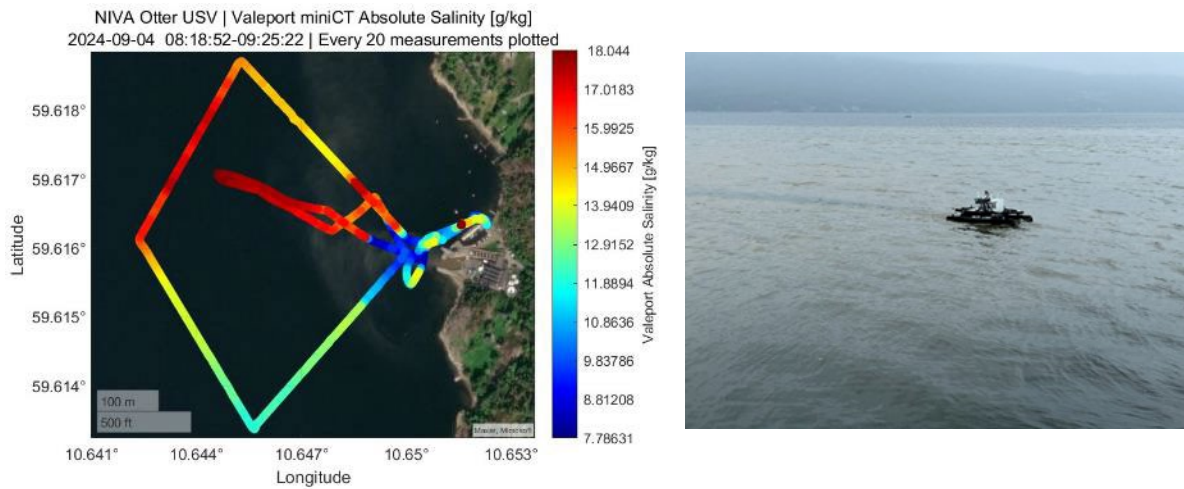 NIVA Otter USV | Valeport miniCT Absolute Salinity [g/kg]
2024-09-04 08:18:52-09:25:22 | Every 20 measurements plotted
18.044
17.0183
15.9925
14.9667
13.9409
12.9152
11.8894
10.8636
9.83786
8.81208
7.78631
Valeport Absolute Salinity [g/kg]
Latitude
59.618°
59.617°
59.616°
59.615°
59.614°
100 m
500 ft
Maxar, Microsoft
10.641°
10.644°
10.647°
10.65°
10.653°
Longitude